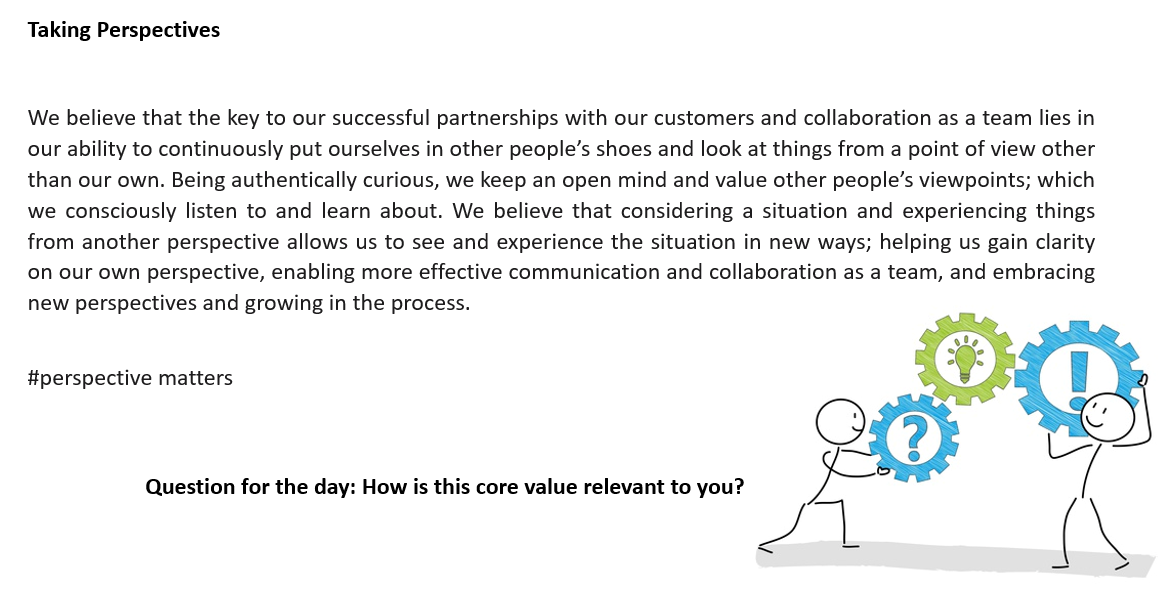 Taking Perspectives
We believe that the key to our successful partnerships with our customers and collaboration as a team lies in
our ability to continuously put ourselves in other people’s shoes and look at things from a point of view other
than our own. Being authentically curious, we keep an open mind and value other people’s viewpoints; which
we consciously listen to and learn about. We believe that considering a situation and experiencing things
from another perspective allows us to see and experience the situation in new ways; helping us gain clarity
on our own perspective, enabling more effective communication and collaboration as a team, and embracing
new perspectives and growing in the process.
#perspective matters
Question for the day: How is this core value relevant to you?
?
!